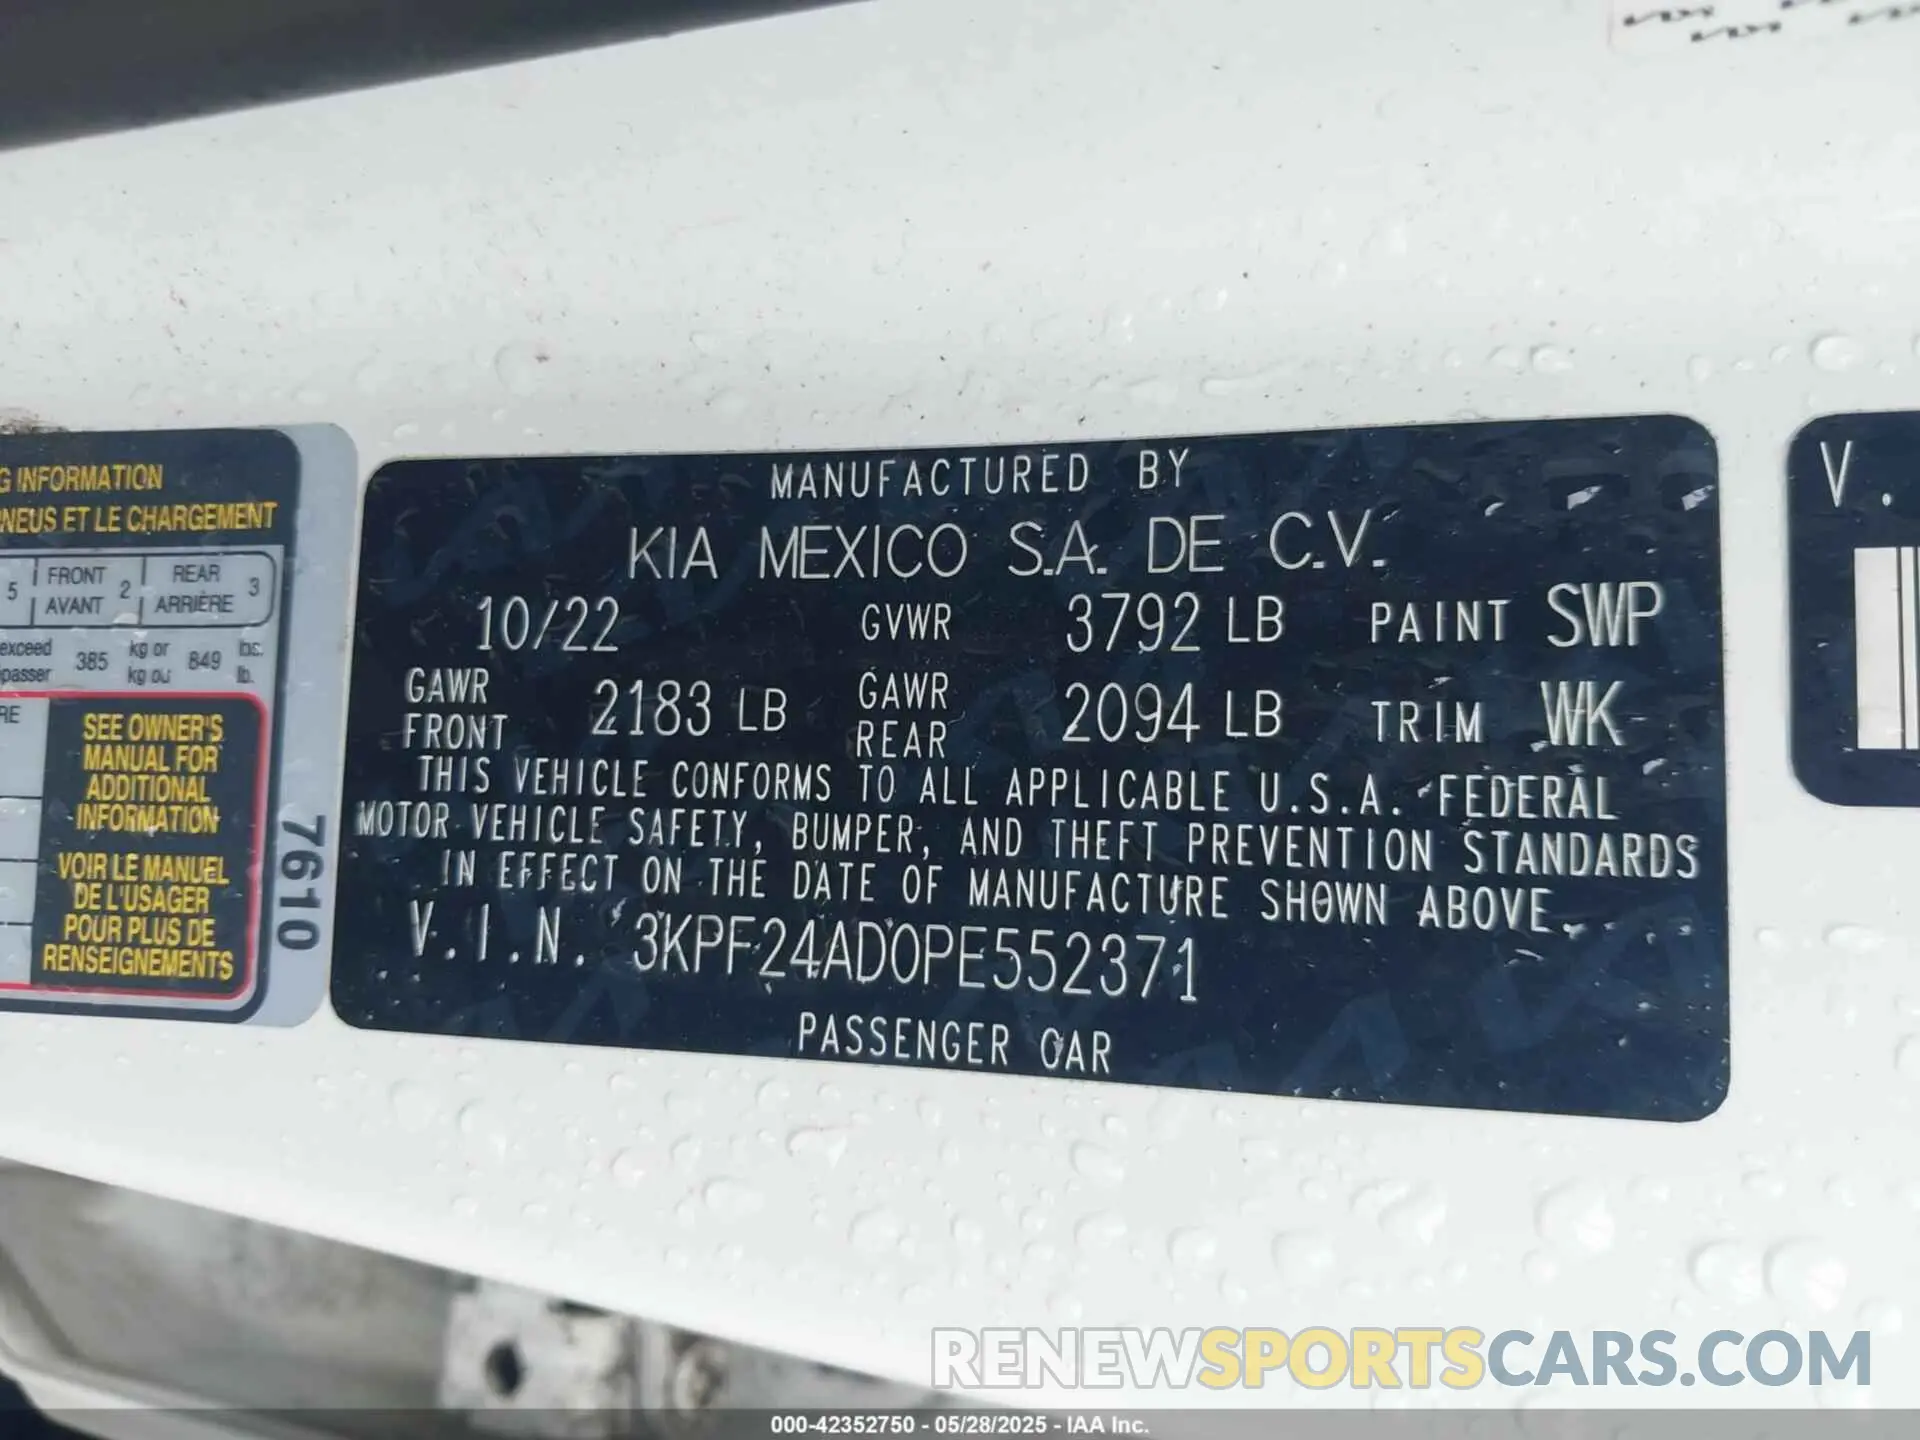 KIA KIA
KIA KIA
G INFORMATION
NEUS ET LE CHARGEMENT
5 FRONT 2 REAR 3
AVANT ARRIÈRE
exceed 385 kg or 849 lbs.
passer kg ou lb.
RE
SEE OWNER'S
MANUAL FOR
ADDITIONAL
INFORMATION
VOIR LE MANUEL
DE L'USAGER
POUR PLUS DE
RENSEIGNEMENTS
7610
MANUFACTURED BY
KIA MEXICO S.A. DE C.V.
10/22 GVWR 3792 LB PAINT SWP
GAWR FRONT 2183 LB GAWR REAR 2094 LB TRIM WK
THIS VEHICLE CONFORMS TO ALL APPLICABLE U.S.A. FEDERAL
MOTOR VEHICLE SAFETY, BUMPER, AND THEFT PREVENTION STANDARDS
IN EFFECT ON THE DATE OF MANUFACTURE SHOWN ABOVE.
V.I.N. 3KPF24AD0PE552371
PASSENGER CAR
V.
RENEWSPORTSCARS.COM
000-42352750 - 05/28/2025 - IAA Inc.